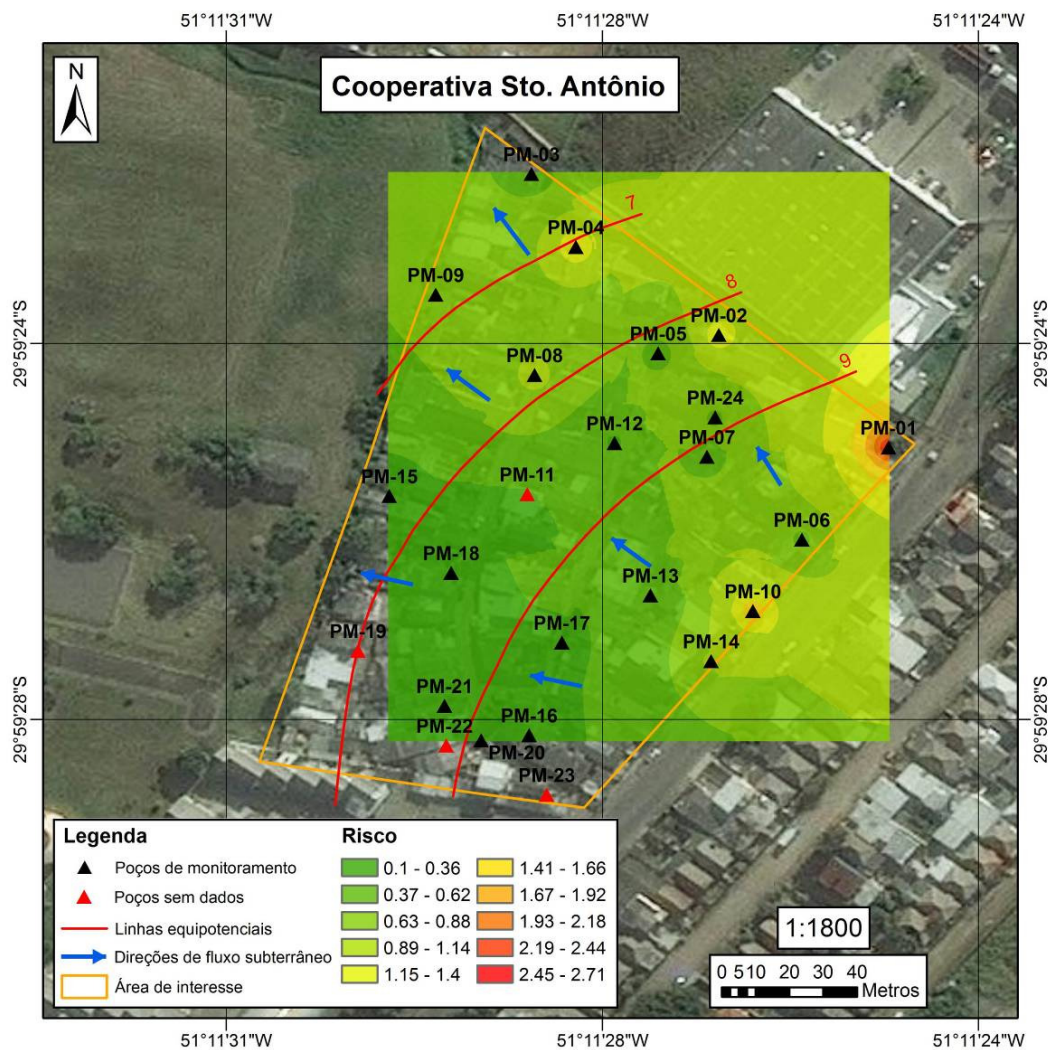 51°11'31"W 51°11'28"W 51°11'24"W
N
Cooperativa Sto. Antônio
PM-03
7
PM-04
PM-09
8
PM-02
29°59'24"S 29°59'24"S
PM-05
PM-08
9
PM-24
PM-12
PM-07
PM-01
PM-15
PM-11
PM-06
PM-18
PM-13
PM-10
PM-17
PM-19
PM-14
PM-21
29°59'28"S 29°59'28"S
PM-22
PM-16
PM-20
PM-23
Legenda
Poços de monitoramento
Poços sem dados
Linhas equipotenciais
Direções de fluxo subterrâneo
Área de interesse
Risco
0.1 - 0.36
0.37 - 0.62
0.63 - 0.88
0.89 - 1.14
1.15 - 1.4
1.41 - 1.66
1.67 - 1.92
1.93 - 2.18
2.19 - 2.44
2.45 - 2.71
1:1800
0 5 10 20 30 40
Metros
51°11'31"W 51°11'28"W 51°11'24"W